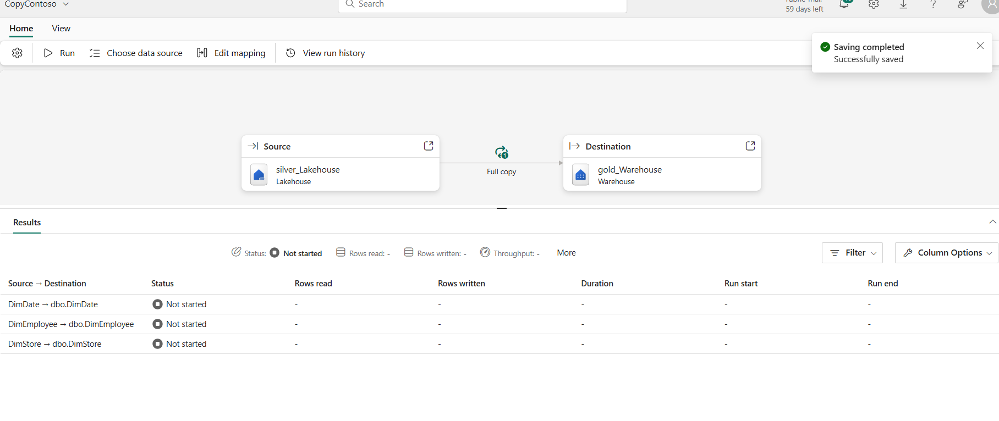 CopyContoso
Search
Fabric Trial:
59 days left
Home
View
Run
Choose data source
Edit mapping
View run history
Saving completed
Successfully saved
Source
silver_Lakehouse
Lakehouse
1
Full copy
Destination
gold_Warehouse
Warehouse
Results
Status: Not started
Rows read: -
Rows written: -
Throughput: -
More
Filter
Column Options
Source → Destination Status Rows read Rows written Duration Run start Run end
DimDate → dbo.DimDate Not started - - - - -
DimEmployee → dbo.DimEmployee Not started - - - - -
DimStore → dbo.DimStore Not started - - - - -